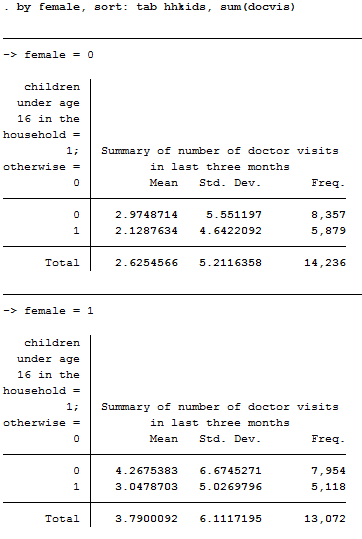 . by female, sort: tab hhkids, sum(docvis)
-> female = 0
children
under age
16 in the
household =
1; Summary of number of doctor visits
otherwise = in last three months
0 Mean Std. Dev. Freq.
0 2.9748714 5.551197 8,357
1 2.1287634 4.6422092 5,879
Total 2.6254566 5.2116358 14,236
-> female = 1
children
under age
16 in the
household =
1; Summary of number of doctor visits
otherwise = in last three months
0 Mean Std. Dev. Freq.
0 4.2675383 6.6745271 7,954
1 3.0478703 5.0269796 5,118
Total 3.7900092 6.1117195 13,072